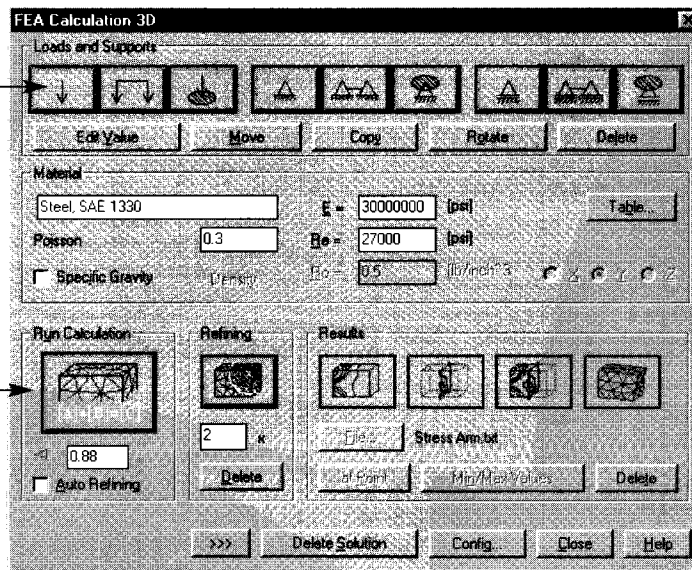 FEA Calculation 3D
Loads and Supports
Edit Value Move Copy Rotate Delete
Material
Steel, SAE 1330 E = 30000000 [psi] Table...
Poisson 0.3 Re = 27000 [psi]
Specific Gravity Density Ro = 0.5 [lb/inch^3 X Y Z
Run Calculation Refining Results
2 x
File... Stress Arm.txt
0.88
Auto Refining Delete at Point Min/Max Values Delete
>>> Delete Solution Config... Close Help